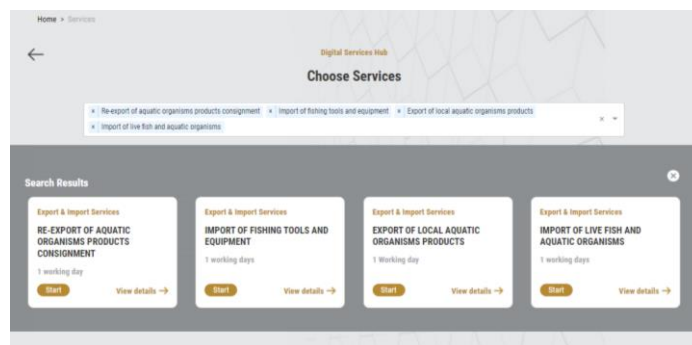 Home > Services
Digital Services Hub
Choose Services
× Re-export of aquatic organisms products consignment × Import of fishing tools and equipment × Export of local aquatic organisms products
× Import of live fish and aquatic organisms
Search Results
Export & Import Services
RE-EXPORT OF AQUATIC
ORGANISMS PRODUCTS
CONSIGNMENT
1 working day
Start View details →
Export & Import Services
IMPORT OF FISHING TOOLS AND
EQUIPMENT
1 working days
Start View details →
Export & Import Services
EXPORT OF LOCAL AQUATIC
ORGANISMS PRODUCTS
1 Working Day
Start View details →
Export & Import Services
IMPORT OF LIVE FISH AND
AQUATIC ORGANISMS
1 working days
Start View details →